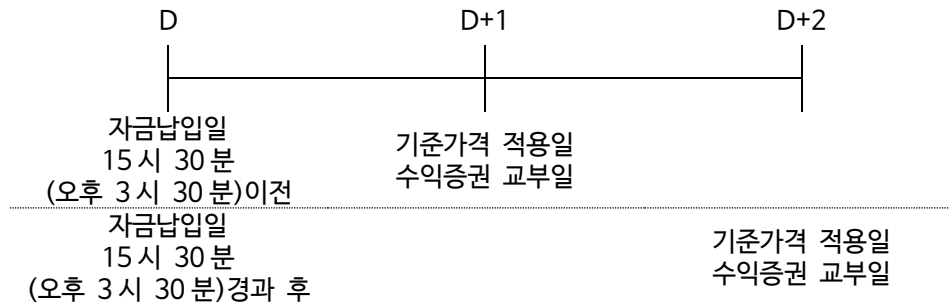 D D+1 D+2
자금납입일
15시 30분
(오후 3시 30분)이전
기준가격 적용일
수익증권 교부일
자금납입일
15시 30분
(오후 3시 30분)경과 후
기준가격 적용일
수익증권 교부일